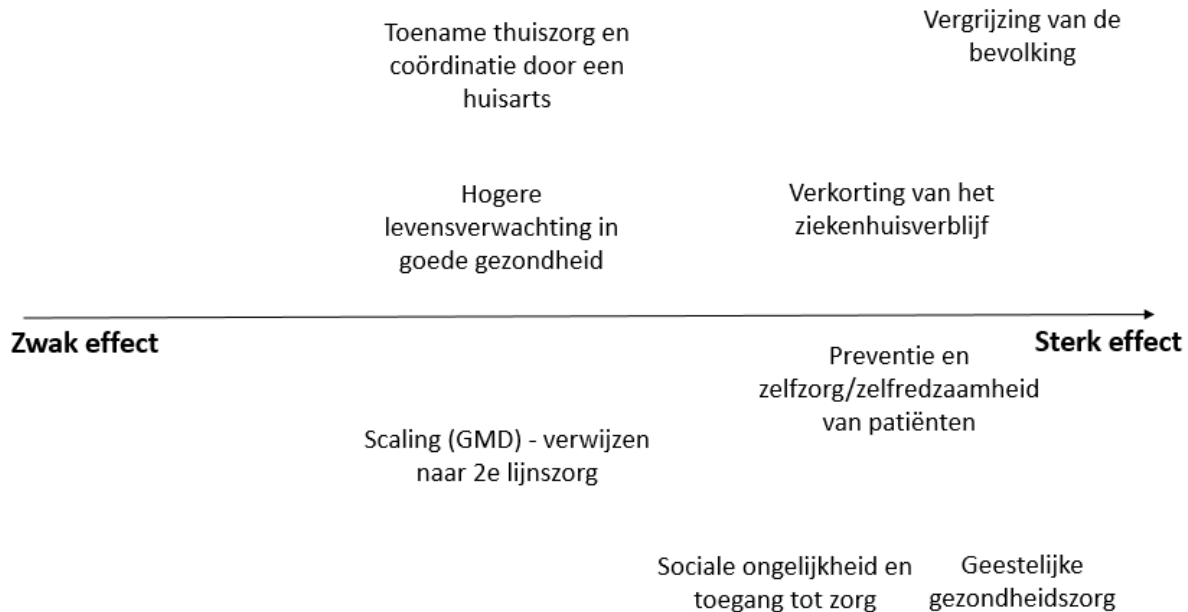 Toename thuiszorg en
coördinatie door een
huisarts
Vergrijzing van de
bevolking
Hogere
levensverwachting in
goede gezondheid
Verkorting van het
ziekenhuisverblijf
Zwak effect
Sterk effect
Preventie en
zelfzorg/zelfredzaamheid
van patiënten
Scaling (GMD) - verwijzen
naar 2e lijnszorg
Sociale ongelijkheid en
toegang tot zorg
Geestelijke
gezondheidszorg